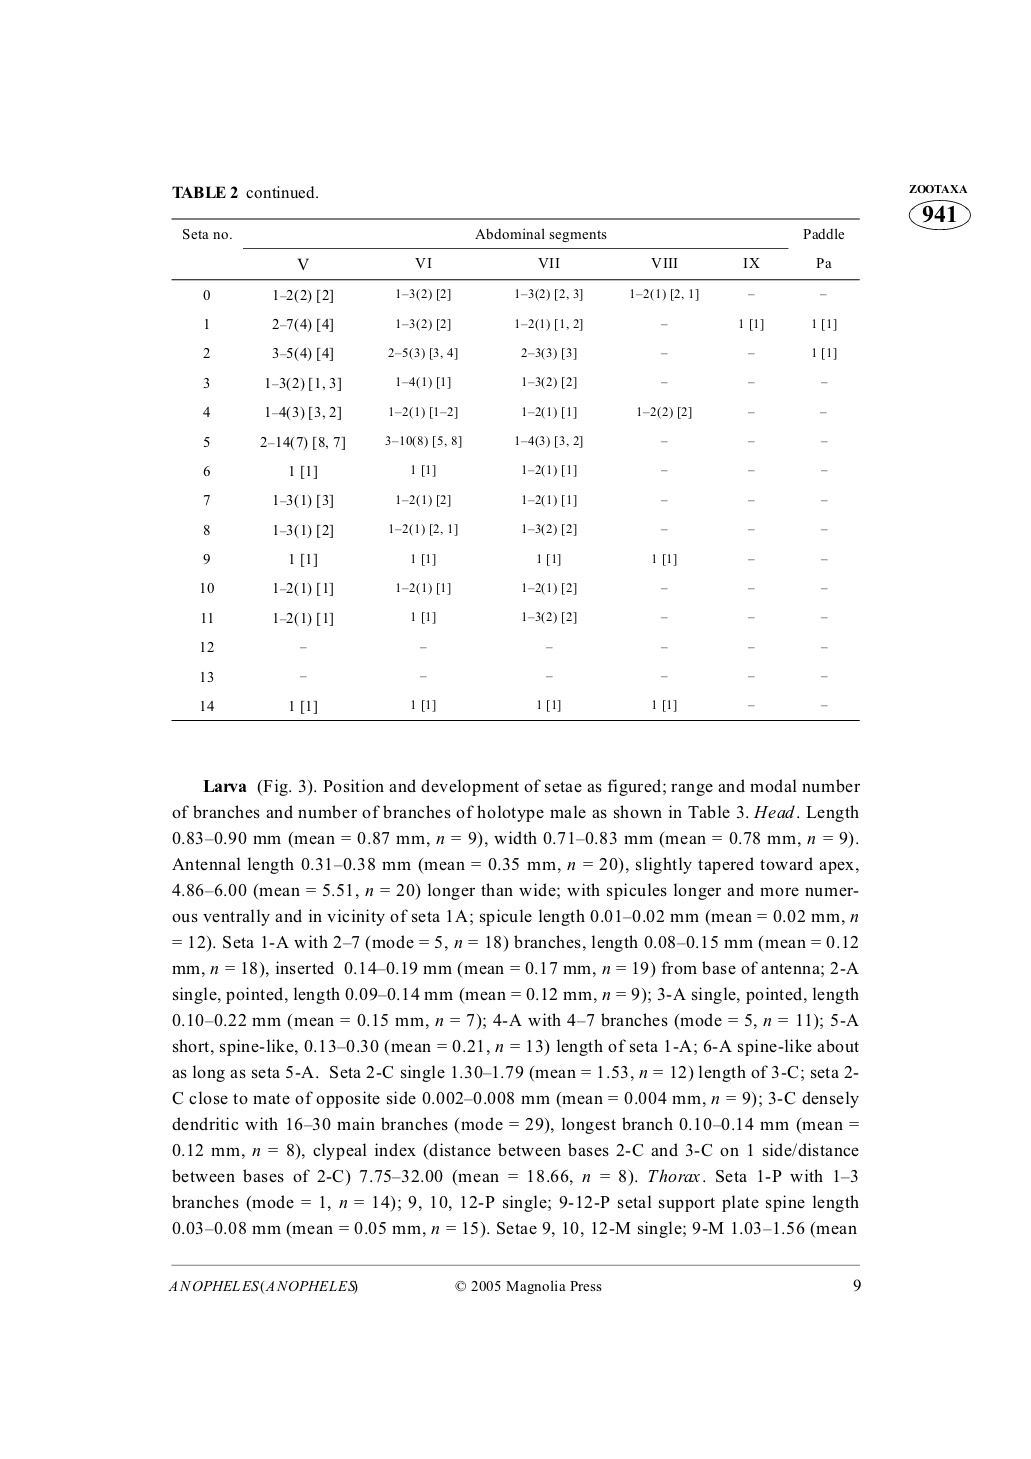 TABLE 2 continued.
ZOOTAXA
941
Seta no. Abdominal segments Paddle
V VI VII VIII IX Pa
0 1–2(2) [2] 1–3(2) [2] 1–3(2) [2, 3] 1–2(1) [2, 1] – –
1 2–7(4) [4] 1–3(2) [2] 1–2(1) [1, 2] – 1 [1] 1 [1]
2 3–5(4) [4] 2–5(3) [3, 4] 2–3(3) [3] – – 1 [1]
3 1–3(2) [1, 3] 1–4(1) [1] 1–3(2) [2] – – –
4 1–4(3) [3, 2] 1–2(1) [1–2] 1–2(1) [1] 1–2(2) [2] – –
5 2–14(7) [8, 7] 3–10(8) [5, 8] 1–4(3) [3, 2] – – –
6 1 [1] 1 [1] 1–2(1) [1] – – –
7 1–3(1) [3] 1–2(1) [2] 1–2(1) [1] – – –
8 1–3(1) [2] 1–2(1) [2, 1] 1–3(2) [2] – – –
9 1 [1] 1 [1] 1 [1] 1 [1] – –
10 1–2(1) [1] 1–2(1) [1] 1–2(1) [2] – – –
11 1–2(1) [1] 1 [1] 1–3(2) [2] – – –
12 – – – – – –
13 – – – – – –
14 1 [1] 1 [1] 1 [1] 1 [1] – –
Larva (Fig. 3). Position and development of setae as figured; range and modal number
of branches and number of branches of holotype male as shown in Table 3. Head. Length
0.83–0.90 mm (mean = 0.87 mm, n = 9), width 0.71–0.83 mm (mean = 0.78 mm, n = 9).
Antennal length 0.31–0.38 mm (mean = 0.35 mm, n = 20), slightly tapered toward apex,
4.86–6.00 (mean = 5.51, n = 20) longer than wide; with spicules longer and more numer-
ous ventrally and in vicinity of seta 1A; spicule length 0.01–0.02 mm (mean = 0.02 mm, n
= 12). Seta 1-A with 2–7 (mode = 5, n = 18) branches, length 0.08–0.15 mm (mean = 0.12
mm, n = 18), inserted 0.14–0.19 mm (mean = 0.17 mm, n = 19) from base of antenna; 2-A
single, pointed, length 0.09–0.14 mm (mean = 0.12 mm, n = 9); 3-A single, pointed, length
0.10–0.22 mm (mean = 0.15 mm, n = 7); 4-A with 4–7 branches (mode = 5, n = 11); 5-A
short, spine-like, 0.13–0.30 (mean = 0.21, n = 13) length of seta 1-A; 6-A spine-like about
as long as seta 5-A. Seta 2-C single 1.30–1.79 (mean = 1.53, n = 12) length of 3-C; seta 2-
C close to mate of opposite side 0.002–0.008 mm (mean = 0.004 mm, n = 9); 3-C densely
dendritic with 16–30 main branches (mode = 29), longest branch 0.10–0.14 mm (mean =
0.12 mm, n = 8), clypeal index (distance between bases 2-C and 3-C on 1 side/distance
between bases of 2-C) 7.75–32.00 (mean = 18.66, n = 8). Thorax. Seta 1-P with 1–3
branches (mode = 1, n = 14); 9, 10, 12-P single; 9-12-P setal support plate spine length
0.03–0.08 mm (mean = 0.05 mm, n = 15). Setae 9, 10, 12-M single; 9-M 1.03–1.56 (mean
ANOPHELES (ANOPHELES) © 2005 Magnolia Press 9